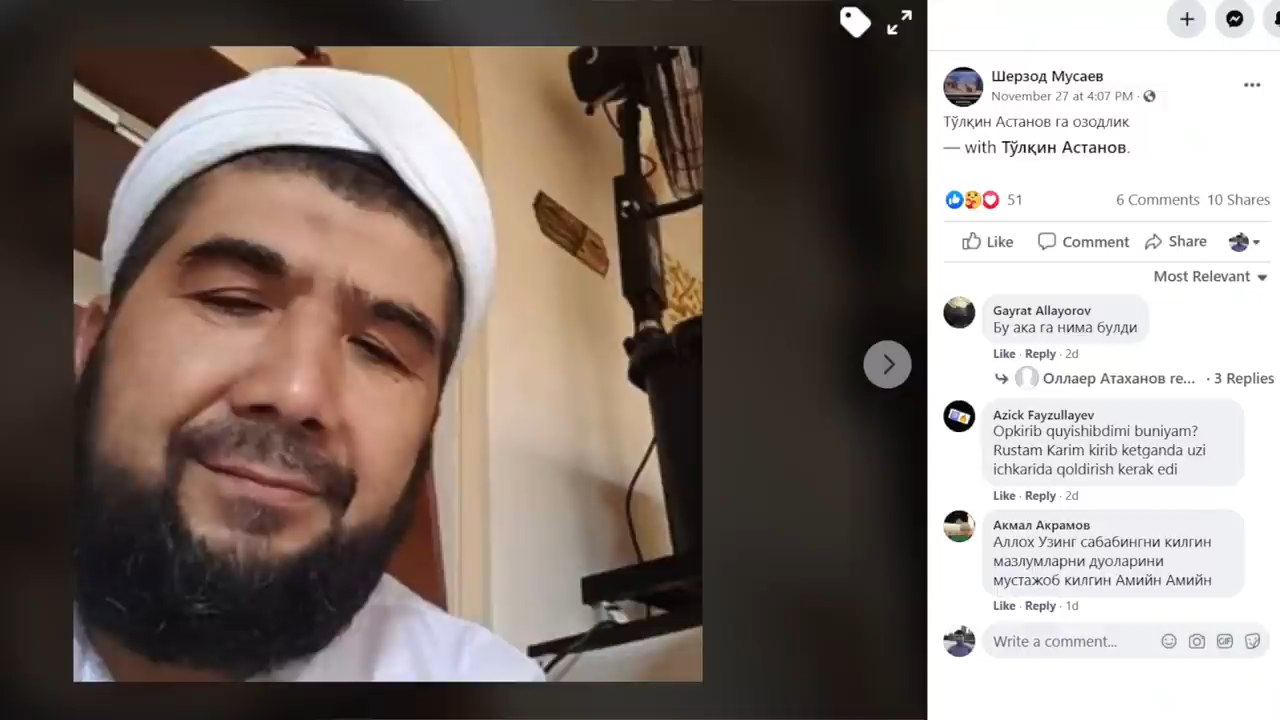 Шерзод Мусаев
November 27 at 4:07 PM ·
Тўлқин Астанов га озодлик
— with Тўлқин Астанов.
51
6 Comments 10 Shares
Like Comment Share
Most Relevant
Gayrat Allayorov
Бу ака га нима булди
Like · Reply · 2d
Оллаер Атаханов re... · 3 Replies
Azick Fayzullayev
Opkirib quyishibdimi buniyam?
Rustam Karim kirib ketganda uzi
ichkarida qoldirish kerak edi
Like · Reply · 2d
Акмал Акрамов
Аллох Узинг сабабингни килгин
мазлумларни дуоларини
мустажоб килгин Амийн Амийн
Like · Reply · 1d
Write a comment...
GIF